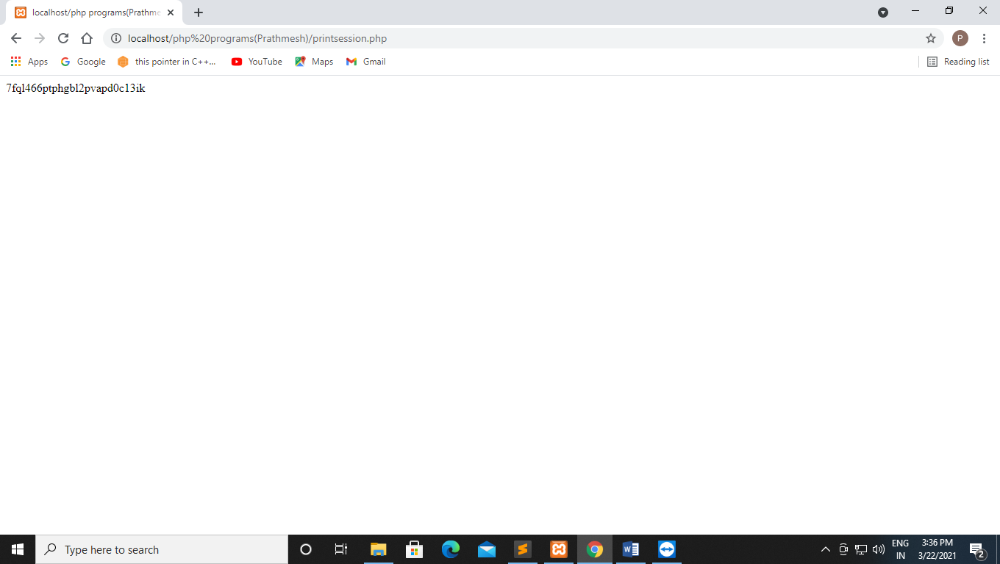 localhost/php programs(Prathme
localhost/php%20programs(Prathmesh)/printsession.php
P
Apps
Google
this pointer in C++...
YouTube
Maps
Gmail
Reading list
7fql466ptphgbl2pvapd0c13ik
Type here to search
ENG
IN
3:36 PM
3/22/2021
2